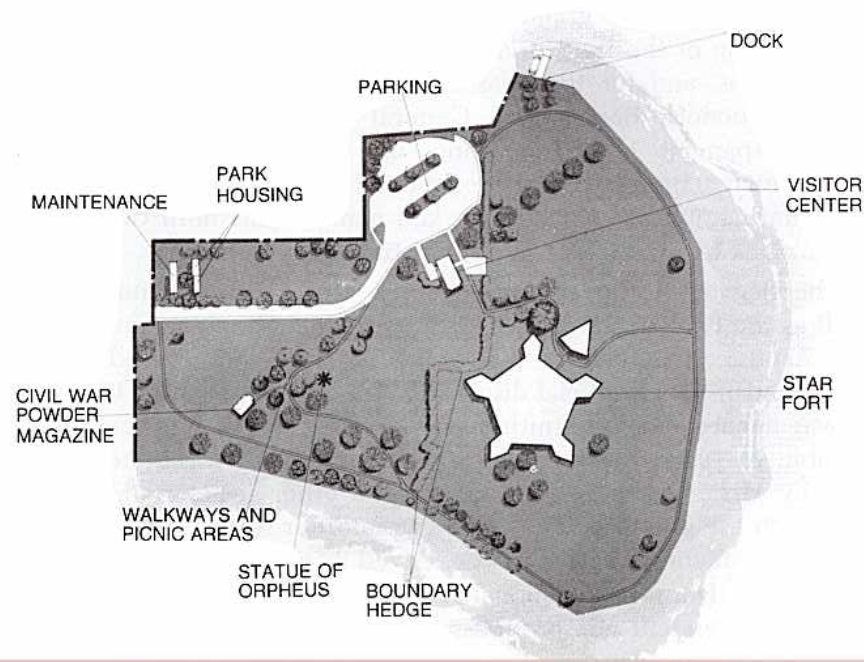 DOCK
PARKING
PARK
HOUSING
MAINTENANCE
VISITOR
CENTER
CIVIL WAR
POWDER
MAGAZINE
STAR
FORT
WALKWAYS AND
PICNIC AREAS
STATUE OF
ORPHEUS
BOUNDARY
HEDGE